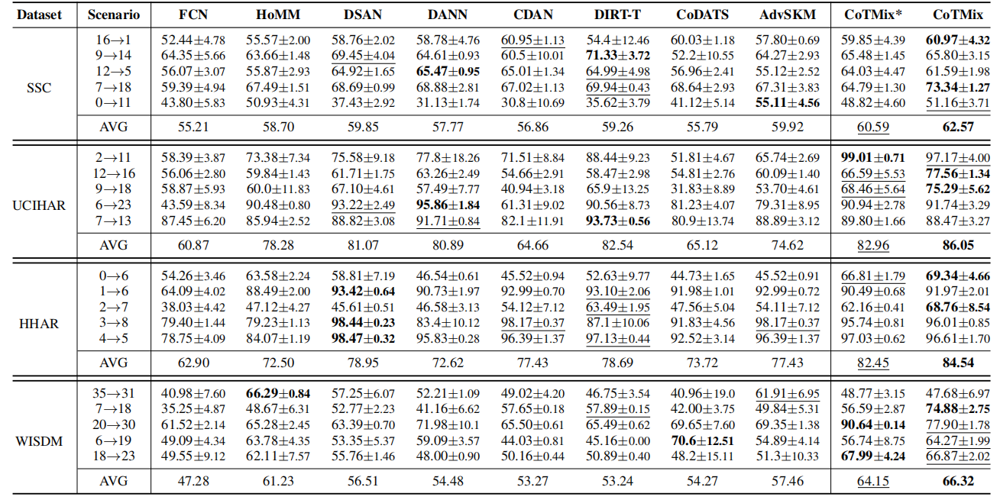 Dataset Scenario FCN HoMM DSAN DANN CDAN DIRT-T CoDATS AdvSKM CoTMix* CoTMix
16→1 52.44±4.78 55.57±2.00 58.76±2.02 58.78±4.76 60.95±1.13 54.4±12.46 60.03±1.18 57.80±0.69 59.85±4.39 60.97±4.32
9→14 64.35±5.66 63.66±1.48 69.45±4.04 64.61±0.93 60.5±10.01 71.33±3.72 52.2±10.55 64.27±2.93 65.48±1.45 65.80±3.15
SSC 12→5 56.07±3.07 55.87±2.93 64.92±1.65 65.47±0.95 65.01±1.34 64.99±4.98 56.96±2.41 55.12±2.52 64.03±4.47 61.59±1.98
7→18 59.39±4.94 67.49±1.51 68.69±0.99 68.88±2.81 67.02±1.13 69.94±0.43 68.64±2.93 67.31±3.83 64.79±1.30 73.34±1.27
0→11 43.80±5.83 50.93±4.31 37.43±2.92 31.13±1.74 30.8±10.69 35.62±3.79 41.12±5.14 55.11±4.56 48.82±4.60 51.16±3.71
AVG 55.21 58.70 59.85 57.77 56.86 59.26 55.79 59.92 60.59 62.57
2→11 58.39±3.87 73.38±7.34 75.58±9.18 77.8±18.26 71.51±8.84 88.44±9.23 51.81±4.67 65.74±2.69 99.01±0.71 97.17±4.00
12→16 56.06±2.80 59.84±1.43 61.71±1.75 63.26±2.49 54.66±2.91 58.47±2.98 54.81±2.76 60.09±1.40 66.59±5.53 77.56±1.34
9→18 58.87±5.93 60.0±11.83 67.10±4.61 57.49±7.77 40.94±3.18 65.9±13.25 31.83±8.89 53.70±4.61 68.46±5.64 75.29±5.62
UCIHAR 6→23 43.59±8.34 90.48±0.80 93.22±2.49 95.86±1.84 61.31±9.02 90.56±8.73 81.23±4.07 79.31±8.95 90.94±2.78 91.74±3.29
7→13 87.45±6.20 85.94±2.52 88.82±3.08 91.71±0.84 82.1±11.91 93.73±0.56 80.9±13.74 88.89±3.12 89.80±1.66 88.47±3.27
AVG 60.87 78.28 81.07 80.89 64.66 82.54 65.12 74.62 82.96 86.05
0→6 54.26±3.46 63.58±2.24 58.81±7.19 46.54±0.61 45.52±0.94 52.63±9.77 44.73±1.65 45.52±0.91 66.81±1.79 69.34±4.66
1→6 64.09±4.02 88.49±2.00 93.42±0.64 90.73±1.97 92.99±0.70 93.10±2.06 91.98±1.01 92.99±0.72 90.49±0.68 91.97±2.01
2→7 38.03±4.42 47.12±4.27 45.61±0.51 46.58±3.13 54.12±7.12 63.49±1.95 47.56±5.04 54.11±7.12 62.16±0.41 68.76±8.54
HHAR 3→8 79.40±1.44 79.23±1.13 98.44±0.23 83.4±10.12 98.17±0.37 87.1±10.06 91.83±4.56 98.17±0.37 95.74±0.81 96.01±0.85
4→5 78.75±4.09 84.07±1.19 98.47±0.32 95.83±0.28 96.39±1.37 97.13±0.44 92.52±3.14 96.39±1.37 97.03±0.62 96.61±1.70
AVG 62.90 72.50 78.95 72.62 77.43 78.69 73.72 77.43 82.45 84.54
35→31 40.98±7.60 66.29±0.84 57.25±6.07 52.21±1.09 49.02±4.20 46.75±3.54 40.96±19.0 61.91±6.95 48.77±3.15 47.68±6.97
7→18 35.25±4.87 48.67±6.31 52.77±2.23 41.16±6.62 57.65±0.18 57.89±0.15 42.00±3.75 49.84±5.31 56.59±2.87 74.88±2.75
20→30 61.52±2.14 65.28±2.45 63.39±0.70 71.98±10.1 65.50±0.61 65.49±0.62 69.65±7.60 69.35±1.38 90.64±0.14 77.90±1.78
WISDM 6→19 49.09±4.34 63.78±4.35 53.35±5.37 59.09±3.57 44.03±0.81 45.16±0.00 70.6±12.51 54.89±4.14 56.74±8.75 64.27±1.99
18→23 49.55±9.12 62.11±7.57 55.76±1.46 48.00±0.90 50.16±0.44 50.89±0.40 48.2±15.11 51.3±10.33 67.99±4.24 66.87±2.02
AVG 47.28 61.23 56.51 54.48 53.27 53.24 54.27 57.46 64.15 66.32